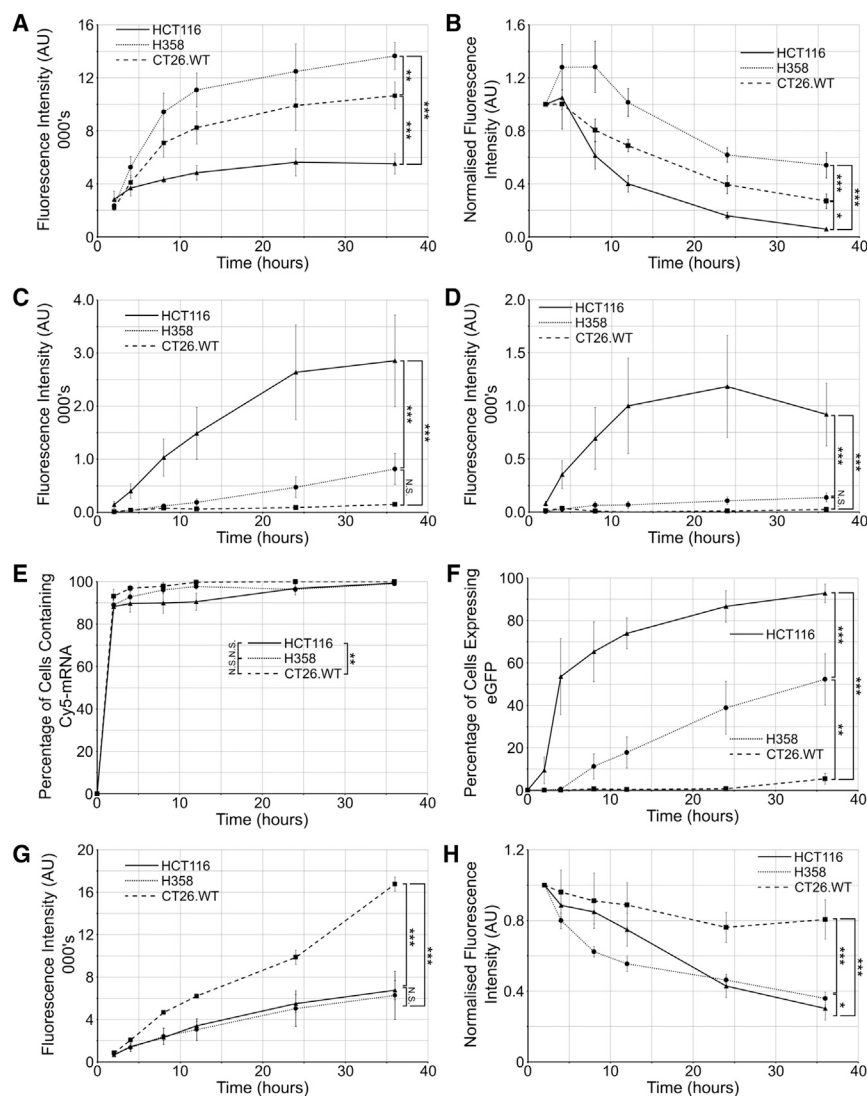 A
Fluorescence Intensity (AU)
000's
16
12
8
4
0
0
10
20
30
40
Time (hours)
HCT116
H358
CT26.WT
**
***
***
B
Normalised Fluorescence
Intensity (AU)
1.6
1.2
0.8
0.4
0.0
0
10
20
30
40
Time (hours)
HCT116
H358
CT26.WT
***
*
***
C
Fluorescence Intensity (AU)
000's
4.0
3.0
2.0
1.0
0.0
0
10
20
30
40
Time (hours)
HCT116
H358
CT26.WT
***
N.S
***
D
Fluorescence Intensity (AU)
000's
2.0
1.5
1.0
0.5
0.0
0
10
20
30
40
Time (hours)
HCT116
H358
CT26.WT
***
N.S
***
E
Percentage of Cells Containing
Cy5-mRNA
100
80
60
40
20
0
0
10
20
30
40
Time (hours)
N.S.N.S.
HCT116
H358
CT26.WT
**
F
Percentage of Cells Expressing
eGFP
100
90
80
60
40
20
0
0
10
20
30
40
Time (hours)
HCT116
H358
CT26.WT
***
**
***
G
Fluorescence Intensity (AU)
000's
20
16
12
8
4
0
0
10
20
30
40
Time (hours)
HCT116
H358
CT26.WT
***
N.S
***
H
Normalised Fluorescence
Intensity (AU)
1.2
0.8
0.4
0
0
10
20
30
40
Time (hours)
HCT116
H358
CT26.WT
***
*
***